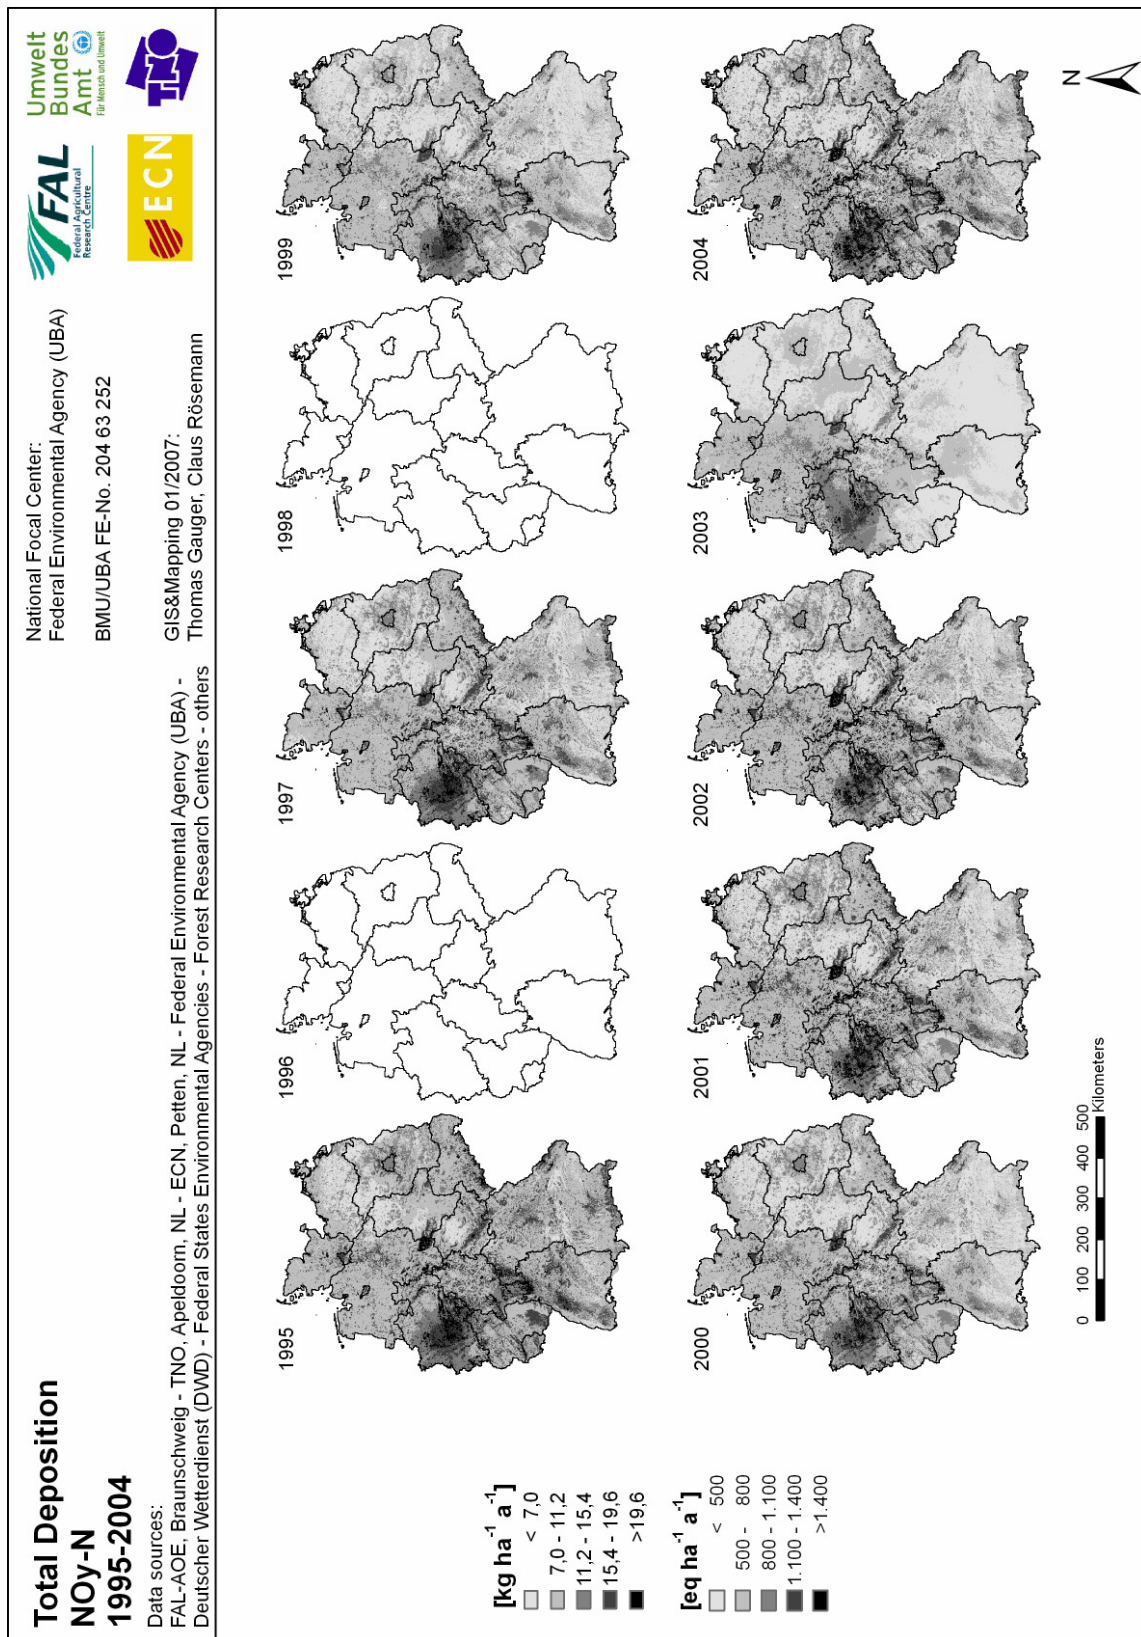 Total Deposition
NOy-N
1995-2004
Data sources:
FAL-AOE, Braunschweig - TNO, Apeldoorn, NL - ECN, Petten, NL - Federal Environmental Agency (UBA) -
Deutscher Wetterdienst (DWD) - Federal States Environmental Agencies - Forest Research Centers - others
National Focal Center:
Federal Environmental Agency (UBA)
BMU/UBA FE-No. 204 63 252
GIS&Mapping 01/2007:
Thomas Gauger, Claus Rösemann
FAL
Federal Agricultural
Research Centre
Umwelt
Bundes
Amt
Für Mensch und Umwelt
ECN
TNO
1995
1996
1997
1998
1999
2000
2001
2002
2003
2004
[kg ha⁻¹ a⁻¹]
< 7,0
7,0 - 11,2
11,2 - 15,4
15,4 - 19,6
>19,6
[eq ha⁻¹ a⁻¹]
< 500
500 - 800
800 - 1.100
1.100 - 1.400
>1.400
0 100 200 300 400 500
Kilometers
N